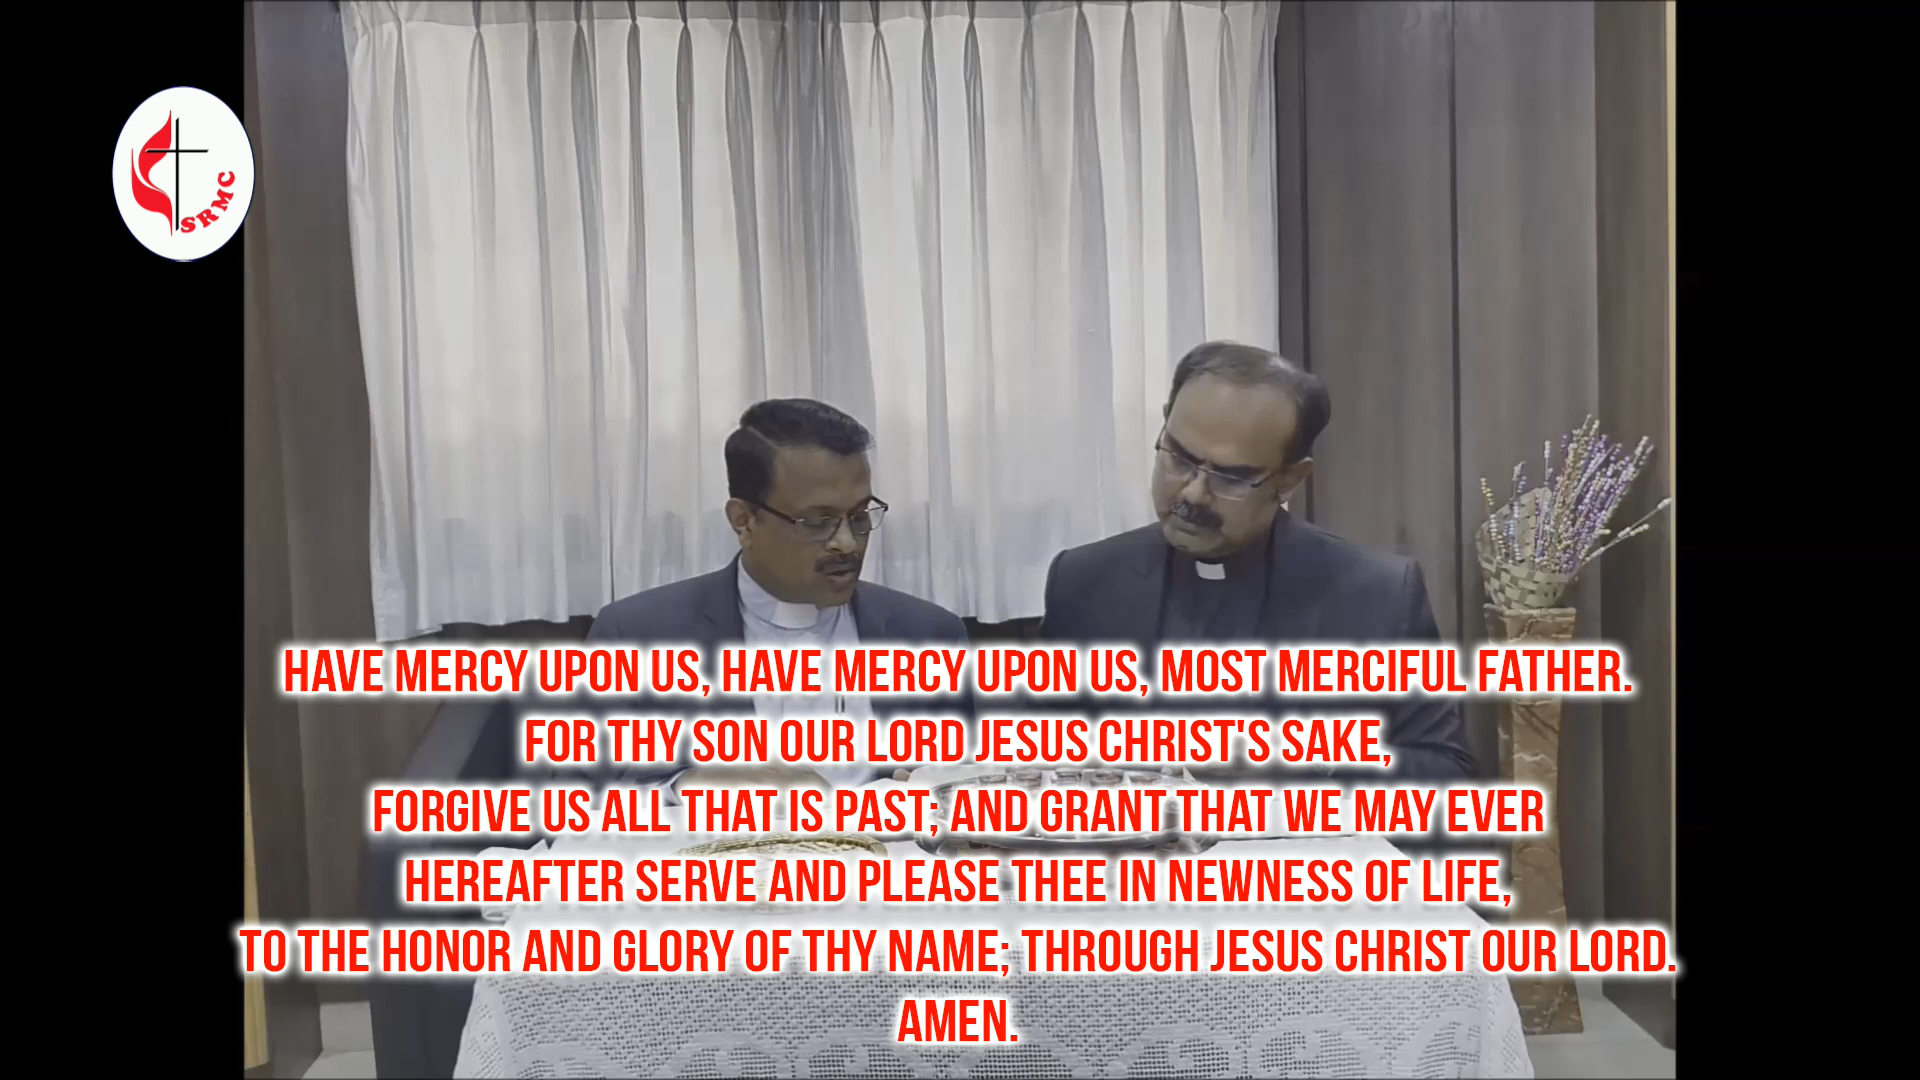 SRMC
HAVE MERCY UPON US, HAVE MERCY UPON US, MOST MERCIFUL FATHER.
FOR THY SON OUR LORD JESUS CHRIST'S SAKE,
FORGIVE US ALL THAT IS PAST; AND GRANT THAT WE MAY EVER
HEREAFTER SERVE AND PLEASE THEE IN NEWNESS OF LIFE,
TO THE HONOR AND GLORY OF THY NAME; THROUGH JESUS CHRIST OUR LORD.
AMEN.